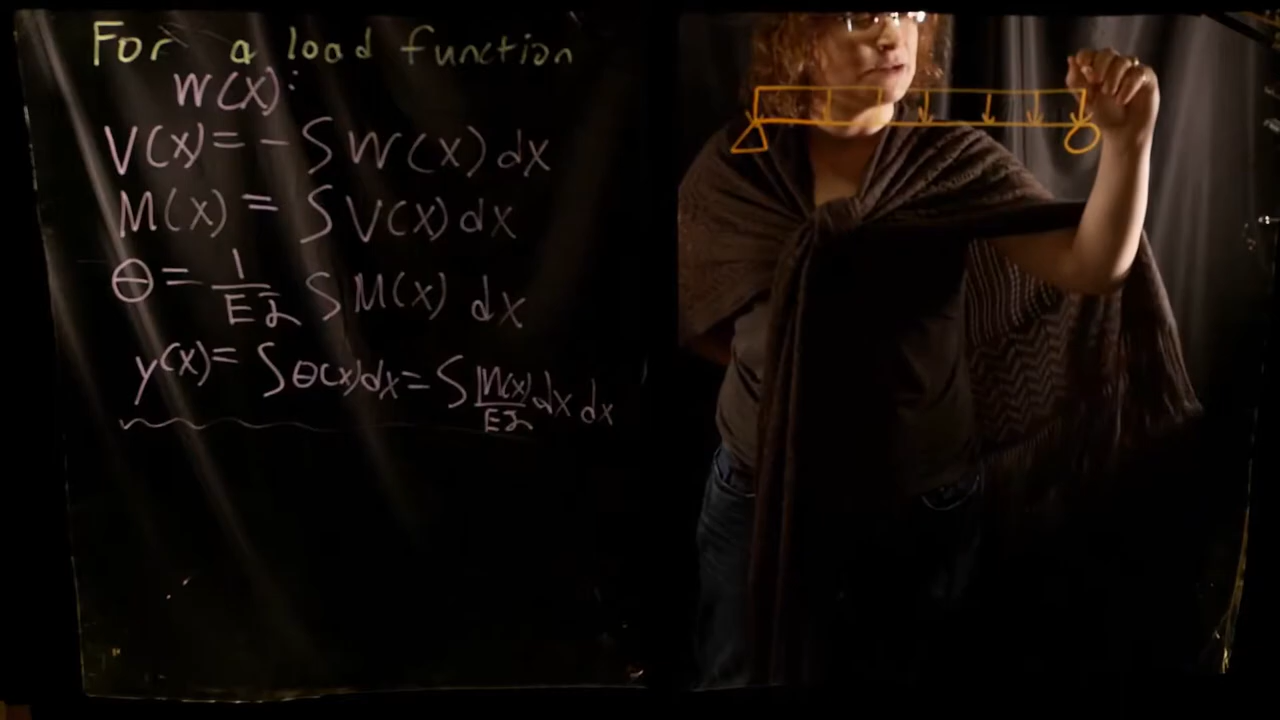 For a load function
W(x):
V(x) = - ∫ W(x) dx
M(x) = ∫ V(x) dx
θ = 1/EI ∫ M(x) dx
y(x) = ∫ θ(x) dx = ∫ M(x)/EI dx dx